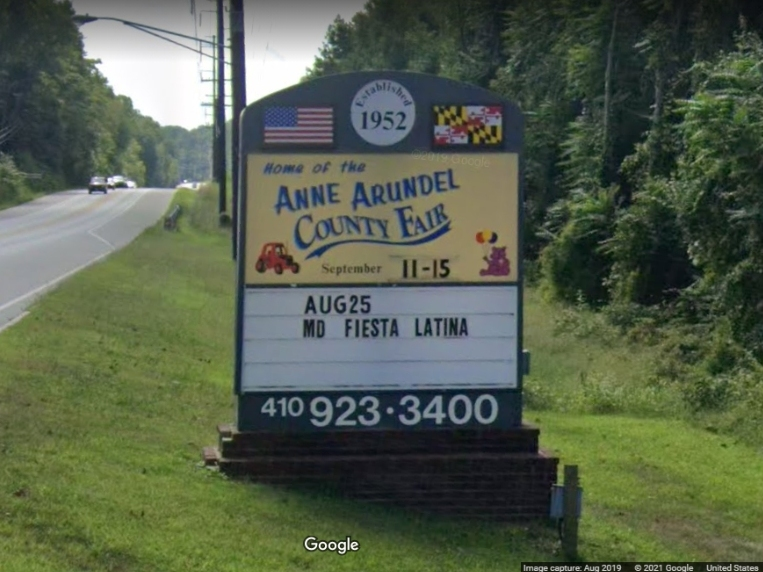 Established
1952
Home of the
ANNE ARUNDEL
COUNTY FAIR
September 11-15
AUG25
MD FIESTA LATINA
410 923·3400
Google
Image capture: Aug 2019 © 2021 Google United States